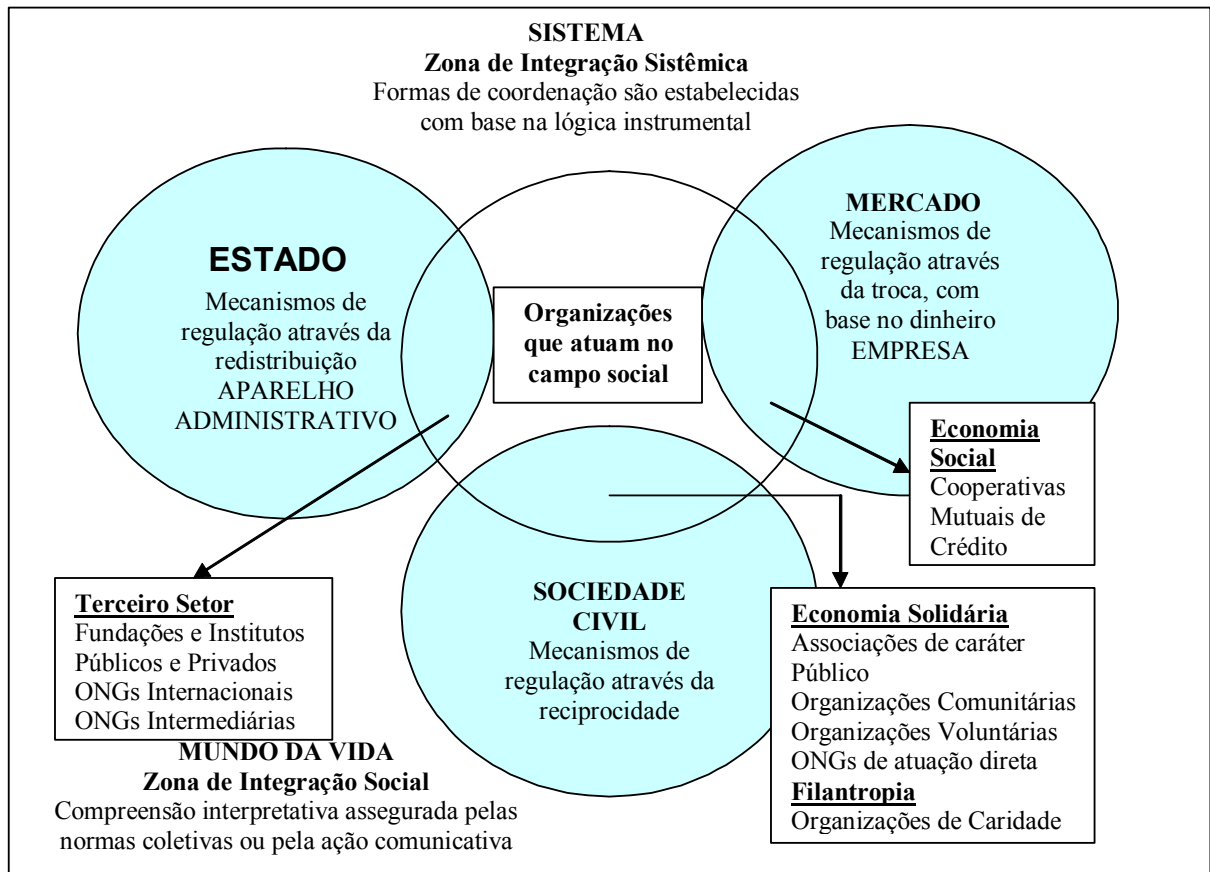 SISTEMA
Zona de Integração Sistêmica
Formas de coordenação são estabelecidas
com base na lógica instrumental
ESTADO
Mecanismos de
regulação através da
redistribuição
APARELHO
ADMINISTRATIVO
Organizações
que atuam no
campo social
MERCADO
Mecanismos de
regulação através
da troca, com
base no dinheiro
EMPRESA
Economia
Social
Cooperativas
Mutuais de
Crédito
Terceiro Setor
Fundações e Institutos
Públicos e Privados
ONGs Internacionais
ONGs Intermediárias
SOCIEDADE
CIVIL
Mecanismos de
regulação através da
reciprocidade
Economia Solidária
Associações de caráter
Público
Organizações Comunitárias
Organizações Voluntárias
ONGs de atuação direta
Filantropia
Organizações de Caridade
MUNDO DA VIDA
Zona de Integração Social
Compreensão interpretativa assegurada pelas
normas coletivas ou pela ação comunicativa